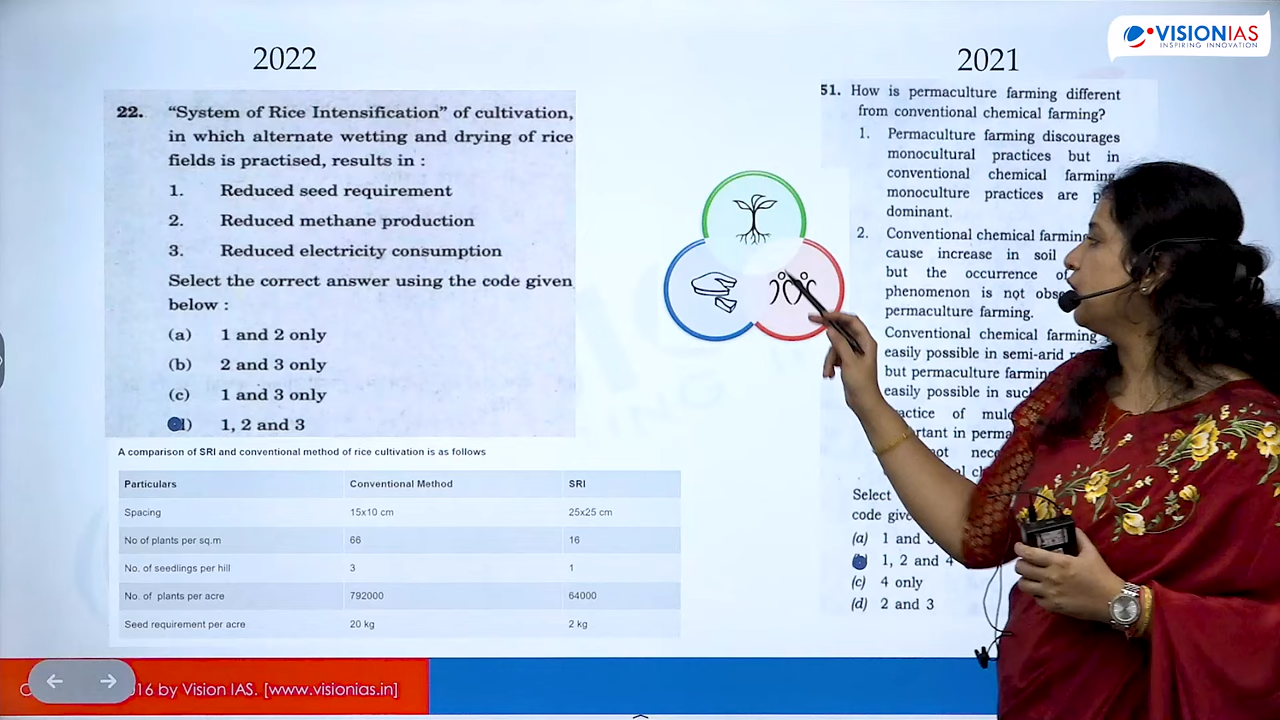 VISIONIAS
INSPIRING INNOVATION
2022
22. “System of Rice Intensification” of cultivation,
in which alternate wetting and drying of rice
fields is practised, results in :
1. Reduced seed requirement
2. Reduced methane production
3. Reduced electricity consumption
Select the correct answer using the code given
below :
(a) 1 and 2 only
(b) 2 and 3 only
(c) 1 and 3 only
1, 2 and 3
A comparison of SRI and conventional method of rice cultivation is as follows
Particulars Conventional Method SRI
Spacing 15x10 cm 25x25 cm
No of plants per sq.m 66 16
No. of seedlings per hill 3 1
No. of plants per acre 792000 64000
Seed requirement per acre 20 kg 2 kg
2021
51. How is permaculture farming different
from conventional chemical farming?
1. Permaculture farming discourages
monocultural practices but in
conventional chemical farming,
monoculture practices are
dominant.
2. Conventional chemical farming
cause increase in soil
but the occurrence of
phenomenon is not
permaculture farming.
Conventional chemical farming
easily possible in semi-arid
but permaculture
easily possible in
of
in
Select
code
(a) 1 and
1, 2 and 4
(c) 4 only
(d) 2 and 3
by Vision IAS. [www.visionias.in]